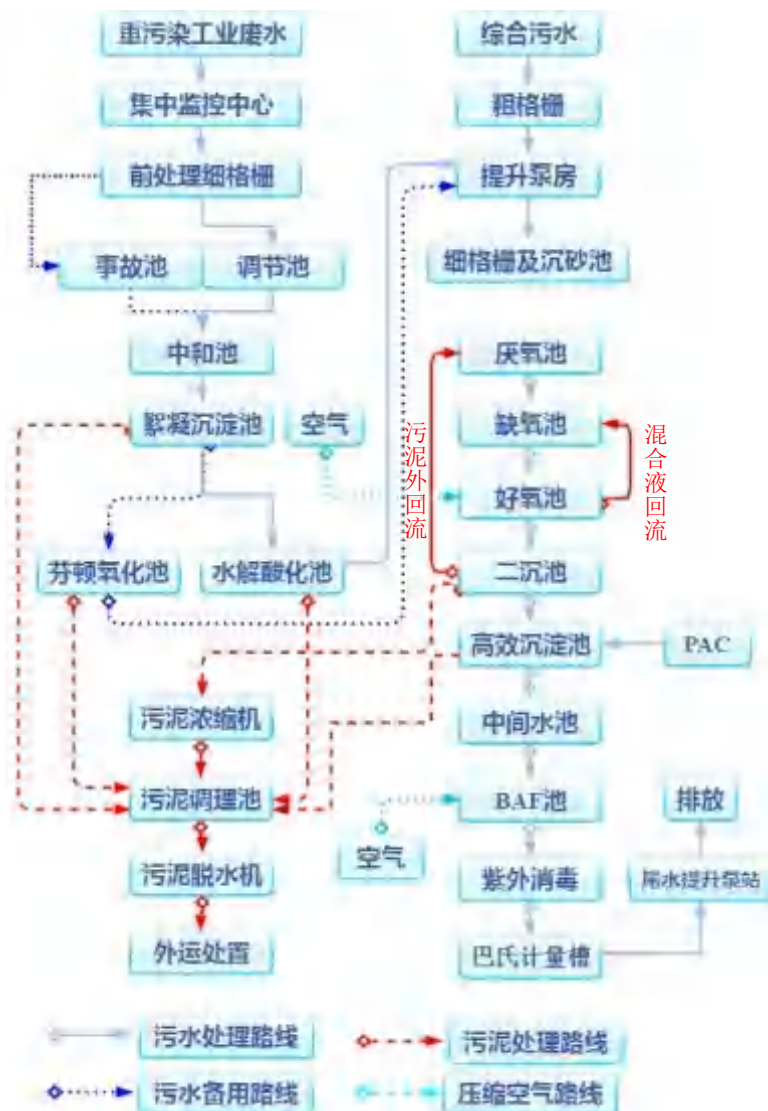 重污染工业废水
综合污水
集中监控中心
粗格栅
前处理细格栅
提升泵房
事故池
调节池
细格栅及沉砂池
中和池
厌氧池
絮凝沉淀池
空气
缺氧池
污泥外回流
混合液回流
好氧池
芬顿氧化池
水解酸化池
二沉池
高效沉淀池
PAC
污泥浓缩机
中间水池
污泥调理池
BAF池
排放
空气
污泥脱水机
紫外消毒
尾水提升泵站
外运处置
巴氏计量槽
污水处理路线
污泥处理路线
污水备用路线
压缩空气路线